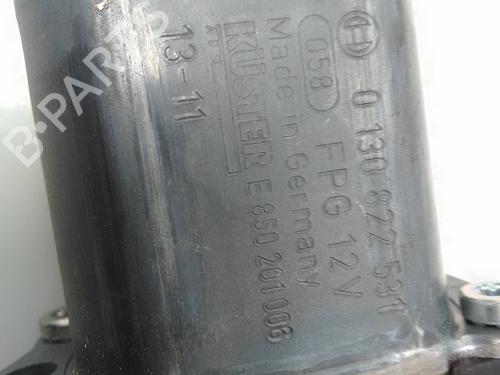 0 130 822 531
058 FPG 12V
Made in Germany
KÜSTER E 850 201 006
13-11
B-PARTS